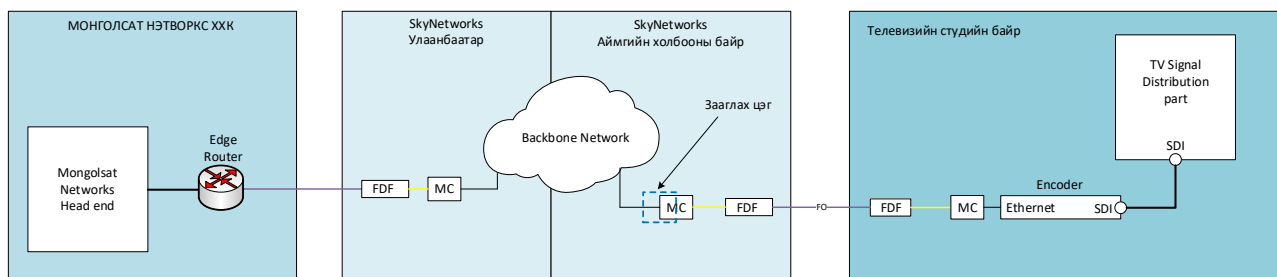 МОНГОЛСАТ НЭТВОРКС ХХК
Mongolsat
Networks
Head end
Edge
Router
SkyNetworks
Улаанбаатар
FDF
MC
Backbone Network
SkyNetworks
Аймгийн холбооны байр
Зааглах цэг
MC
FDF
FO
Телевизийн студийн байр
FDF
MC
Encoder
Ethernet
SDI
TV Signal
Distribution
part
SDI